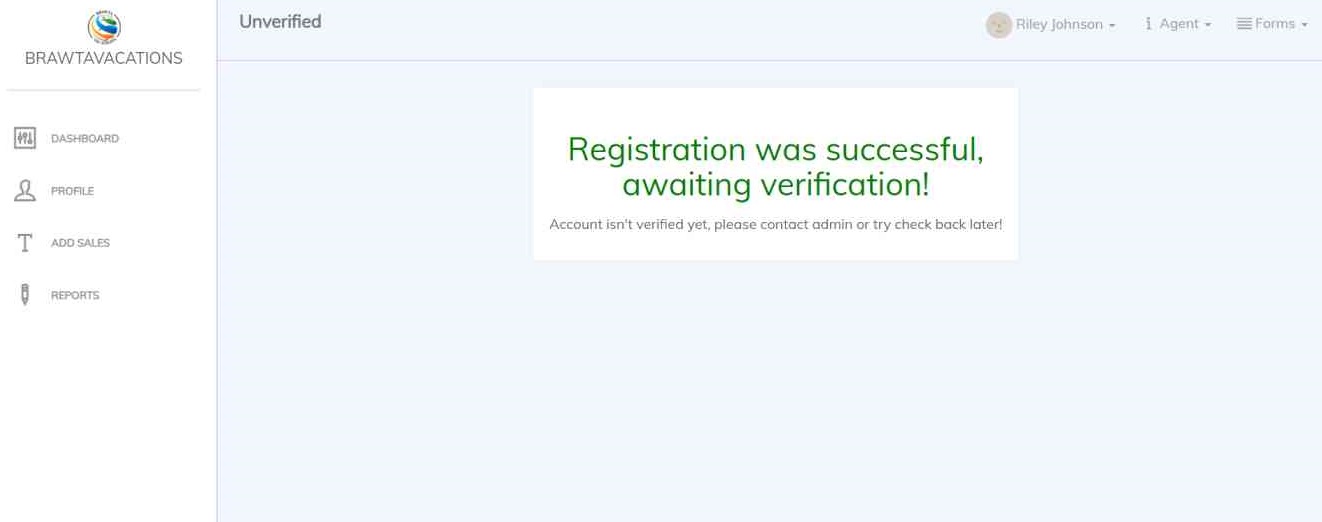 BRAWTAVACATIONS
DASHBOARD
PROFILE
ADD SALES
REPORTS
Unverified
Riley Johnson
Agent
Forms
Registration was successful,
awaiting verification!
Account isn't verified yet, please contact admin or try check back later!